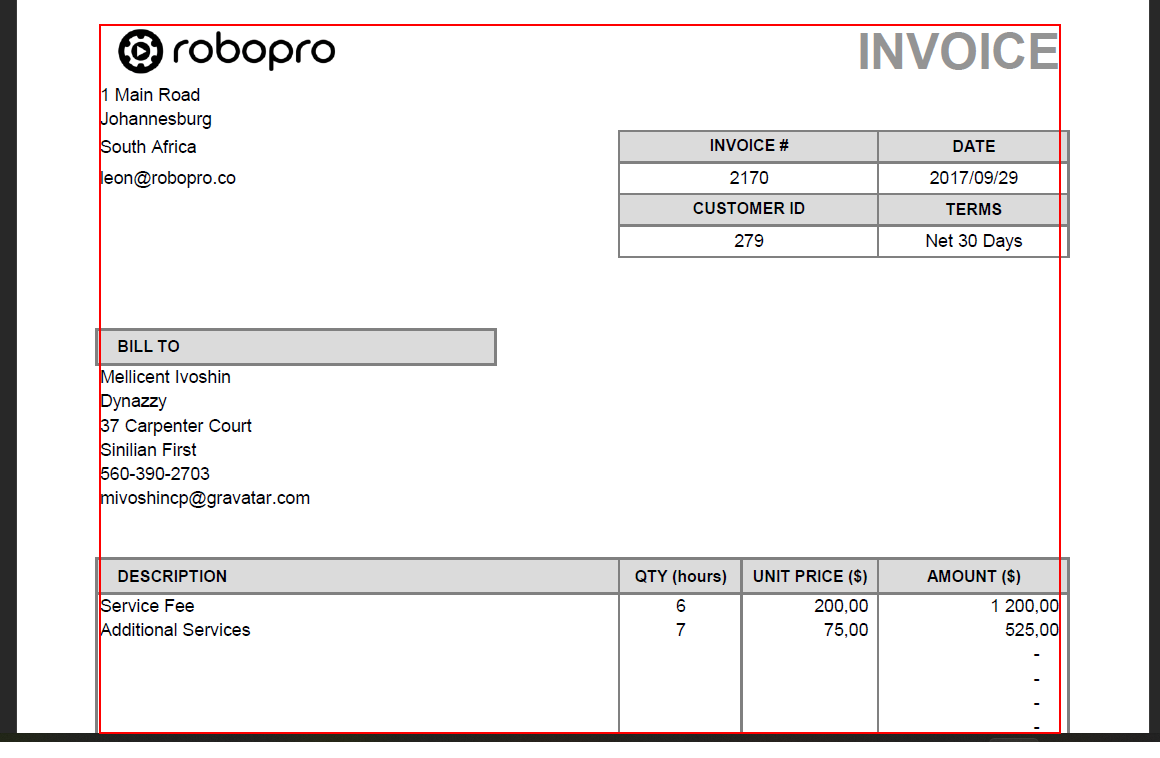 robopro
INVOICE
1 Main Road
Johannesburg
South Africa
leon@robopro.co
INVOICE # DATE
2170 2017/09/29
CUSTOMER ID TERMS
279 Net 30 Days
BILL TO
Mellicent Ivoshin
Dynazzy
37 Carpenter Court
Sinilian First
560-390-2703
mivoshincp@gravatar.com
DESCRIPTION QTY (hours) UNIT PRICE ($) AMOUNT ($)
Service Fee 6 200,00 1 200,00
Additional Services 7 75,00 525,00
-
-
-
-